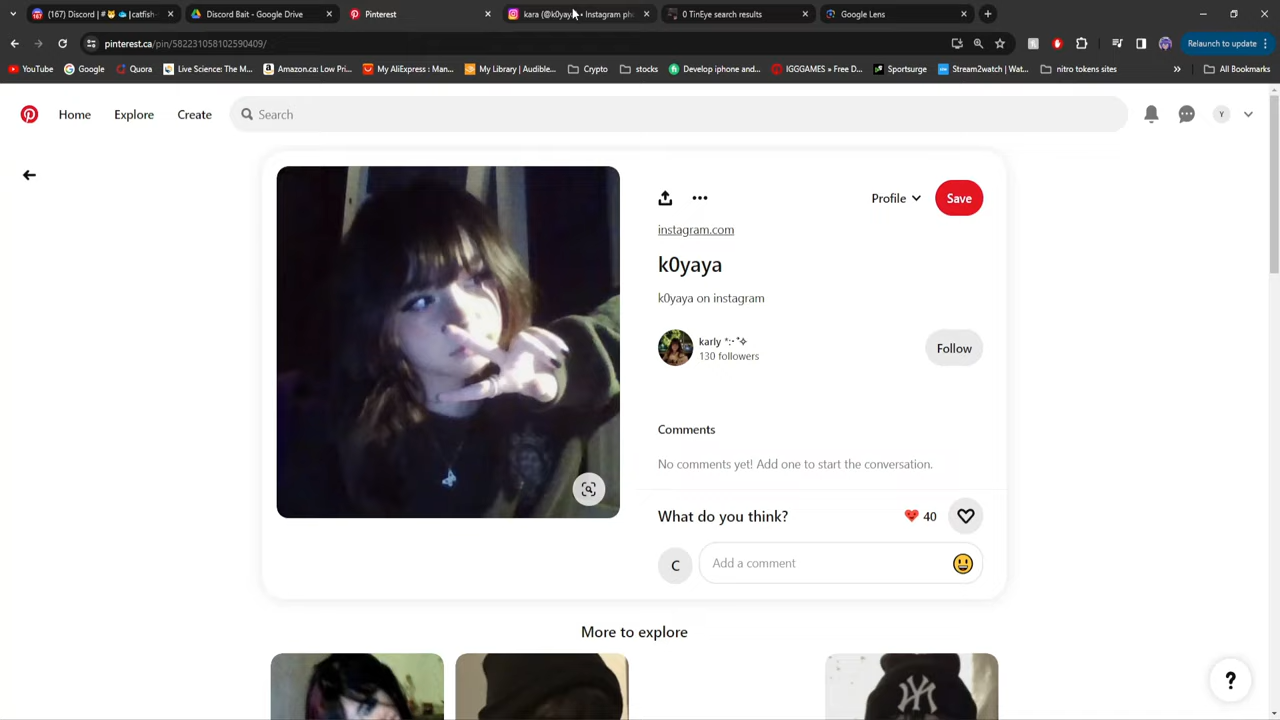 (167) Discord | # catfish-
Discord Bait - Google Drive
Pinterest
kara (@k0yaya) • Instagram ph
0 TinEye search results
Google Lens
pinterest.ca/pin/582231058102590409/
Relaunch to update
YouTube
Google
Quora
Live Science: The M...
Amazon.ca: Low Pri...
My AliExpress : Man...
My Library | Audible...
Crypto
stocks
Develop iphone and...
IGGGAMES » Free D...
Sportsurge
Stream2watch | Wat...
nitro tokens sites
»
All Bookmarks
Home
Explore
Create
Search
Y
Profile
Save
instagram.com
k0yaya
k0yaya on instagram
karly *:･ﾟ✧
130 followers
Follow
Comments
No comments yet! Add one to start the conversation.
What do you think?
40
C
Add a comment
More to explore
NY
?